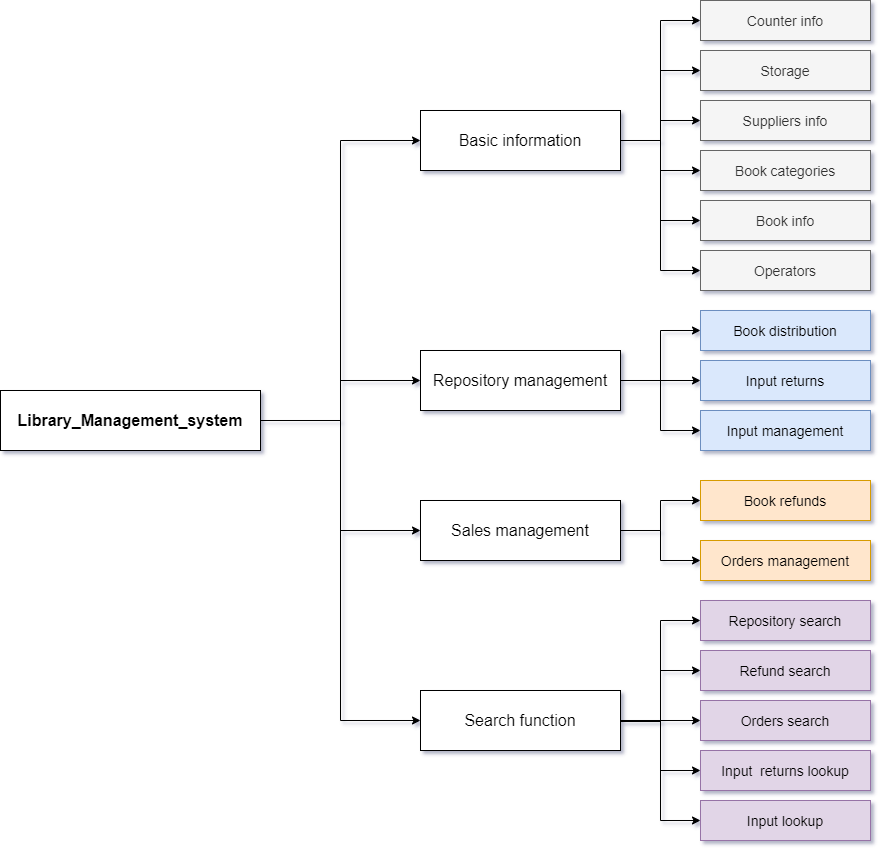 Library_Management_system
Basic information
Counter info
Storage
Suppliers info
Book categories
Book info
Operators
Repository management
Book distribution
Input returns
Input management
Sales management
Book refunds
Orders management
Search function
Repository search
Refund search
Orders search
Input  returns lookup
Input lookup